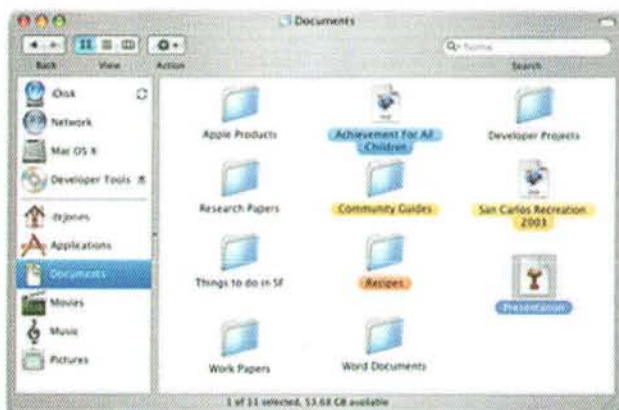 Documents
Back
View
Action
Search
iDisk
Network
Mac OS X
Developer Tools
drjones
Applications
Documents
Movies
Music
Pictures
Apple Products
Achievement For All
Children
Developer Projects
Research Papers
Community Guides
San Carlos Recreation
2003
Things to do in SF
Recipes
Presentation
Work Papers
Word Documents
1 of 11 selected, 53.68 GB available